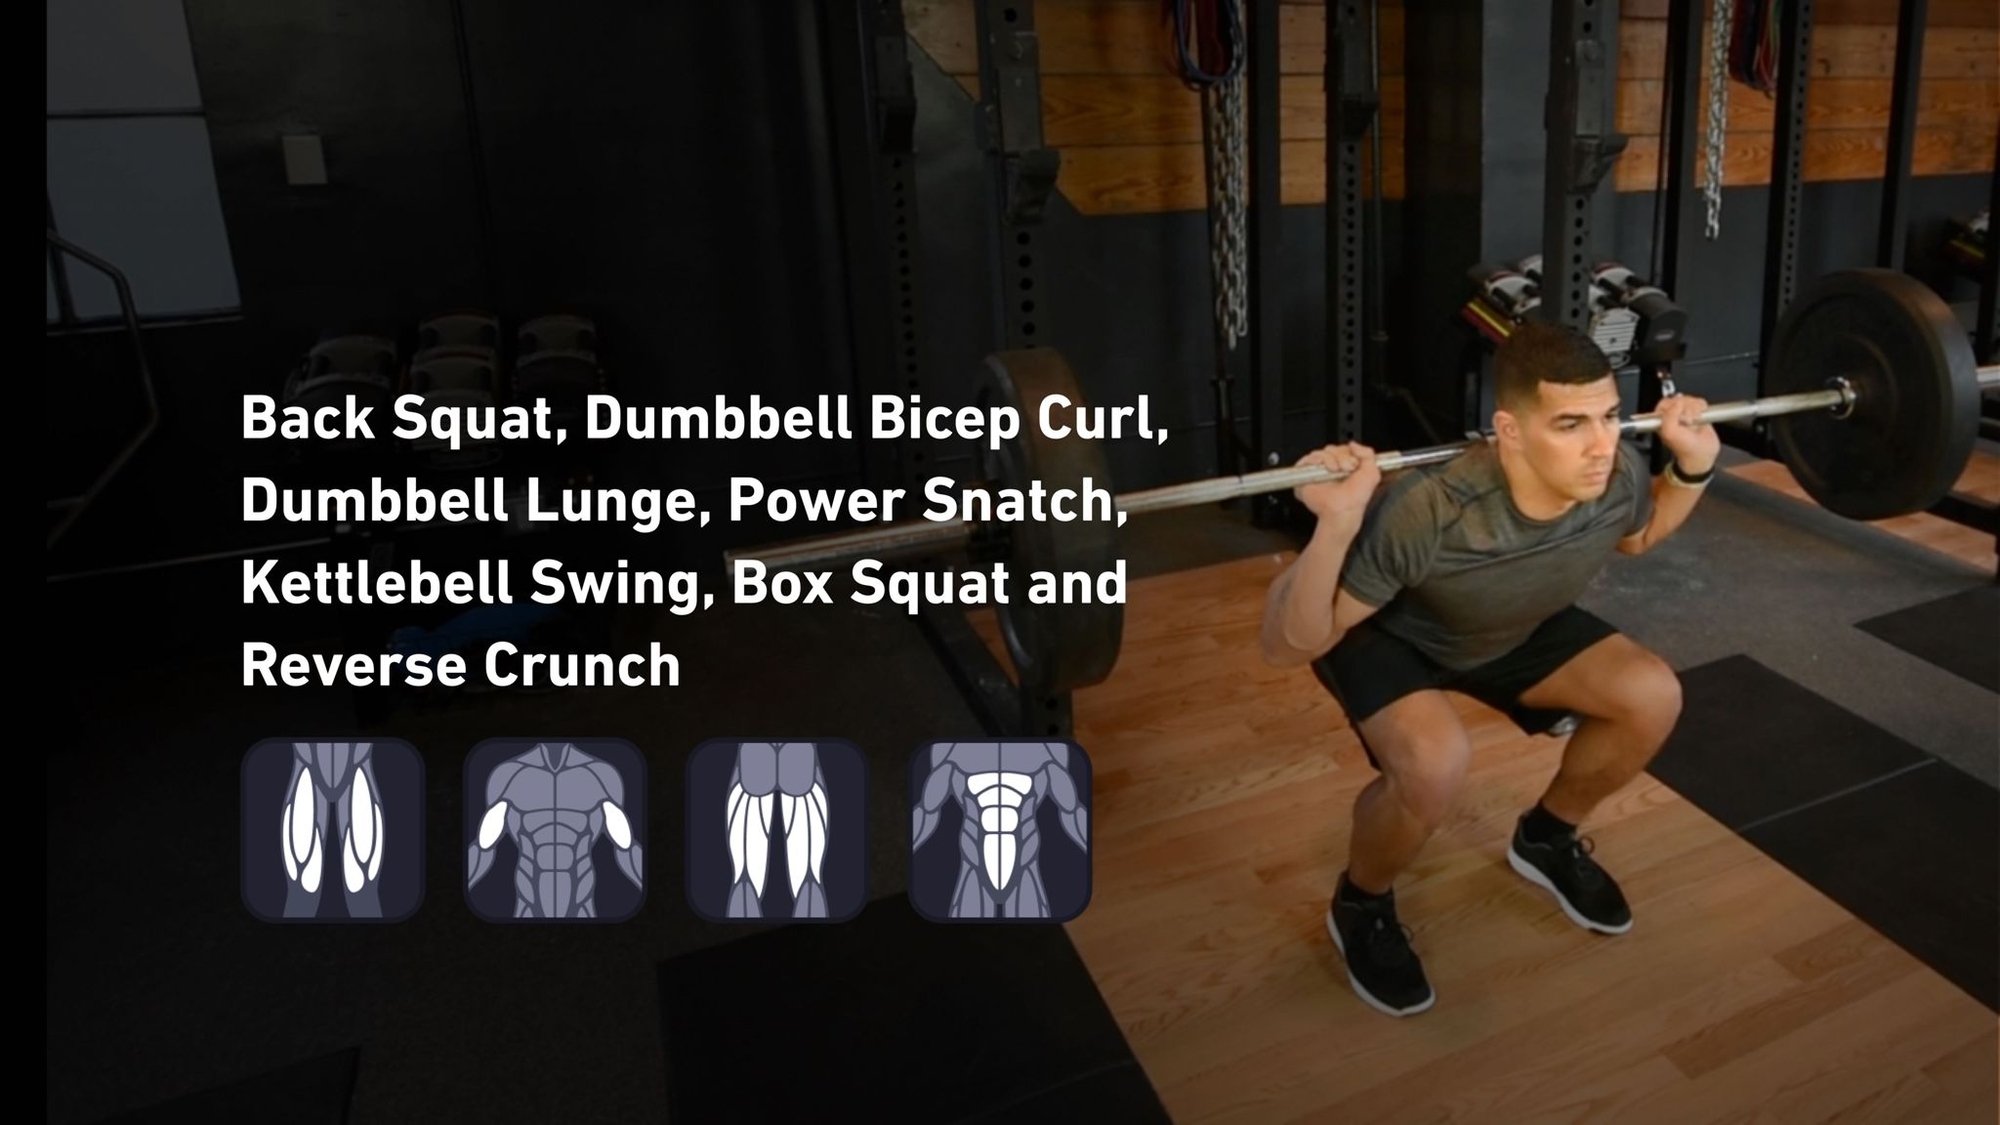 Back Squat, Dumbbell Bicep Curl,
Dumbbell Lunge, Power Snatch,
Kettlebell Swing, Box Squat and
Reverse Crunch